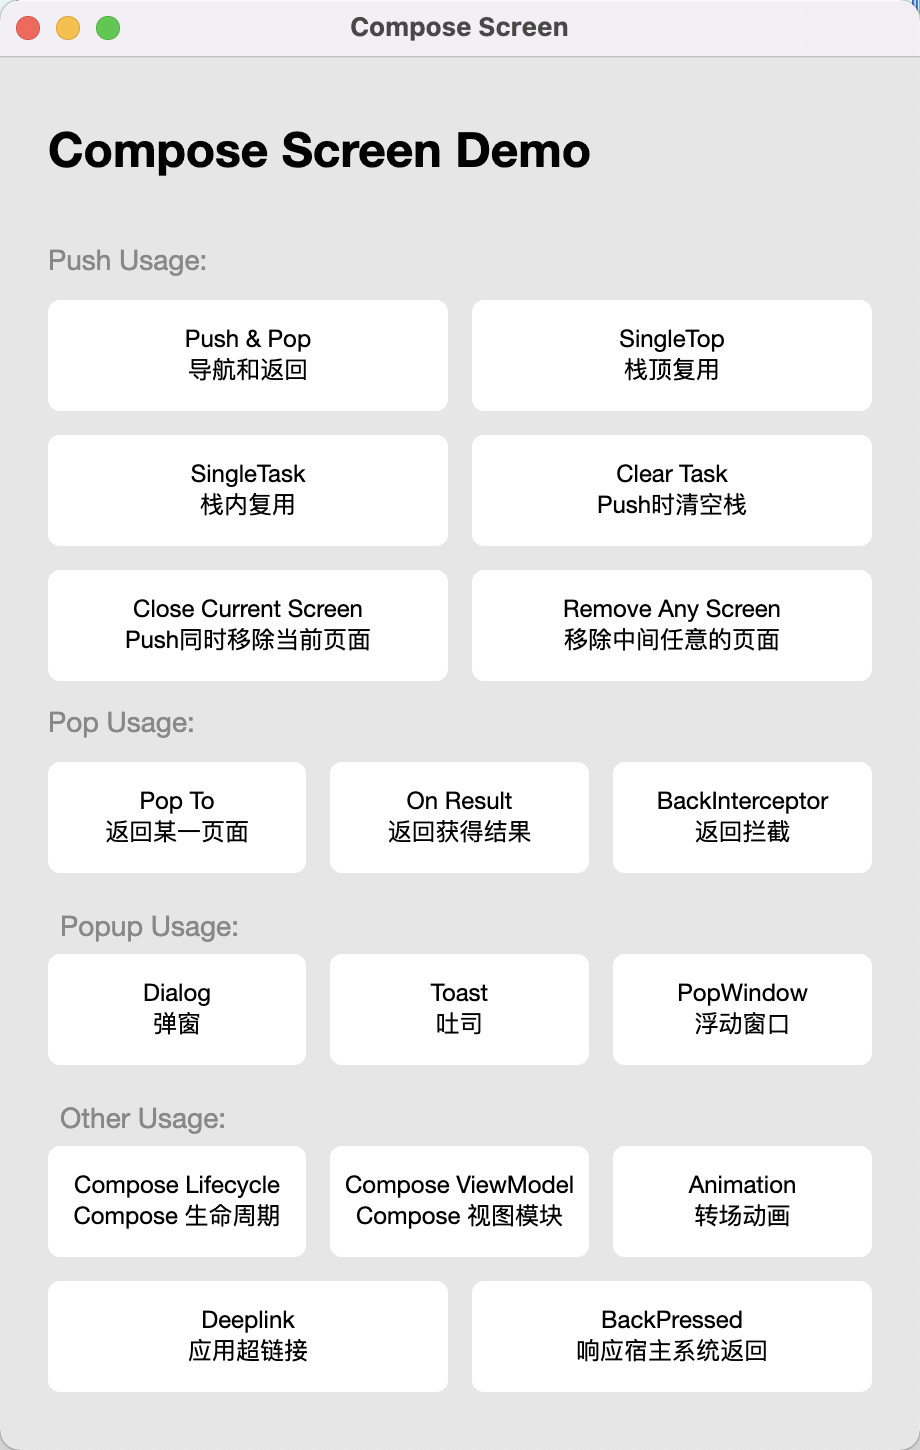 Compose Screen
Compose Screen Demo
Push Usage:
Push & Pop
导航和返回
SingleTop
栈顶复用
SingleTask
栈内复用
Clear Task
Push时清空栈
Close Current Screen
Push同时移除当前页面
Remove Any Screen
移除中间任意的页面
Pop Usage:
Pop To
返回某一页面
On Result
返回获得结果
BackInterceptor
返回拦截
Popup Usage:
Dialog
弹窗
Toast
吐司
PopWindow
浮动窗口
Other Usage:
Compose Lifecycle
Compose 生命周期
Compose ViewModel
Compose 视图模块
Animation
转场动画
Deeplink
应用超链接
BackPressed
响应宿主系统返回